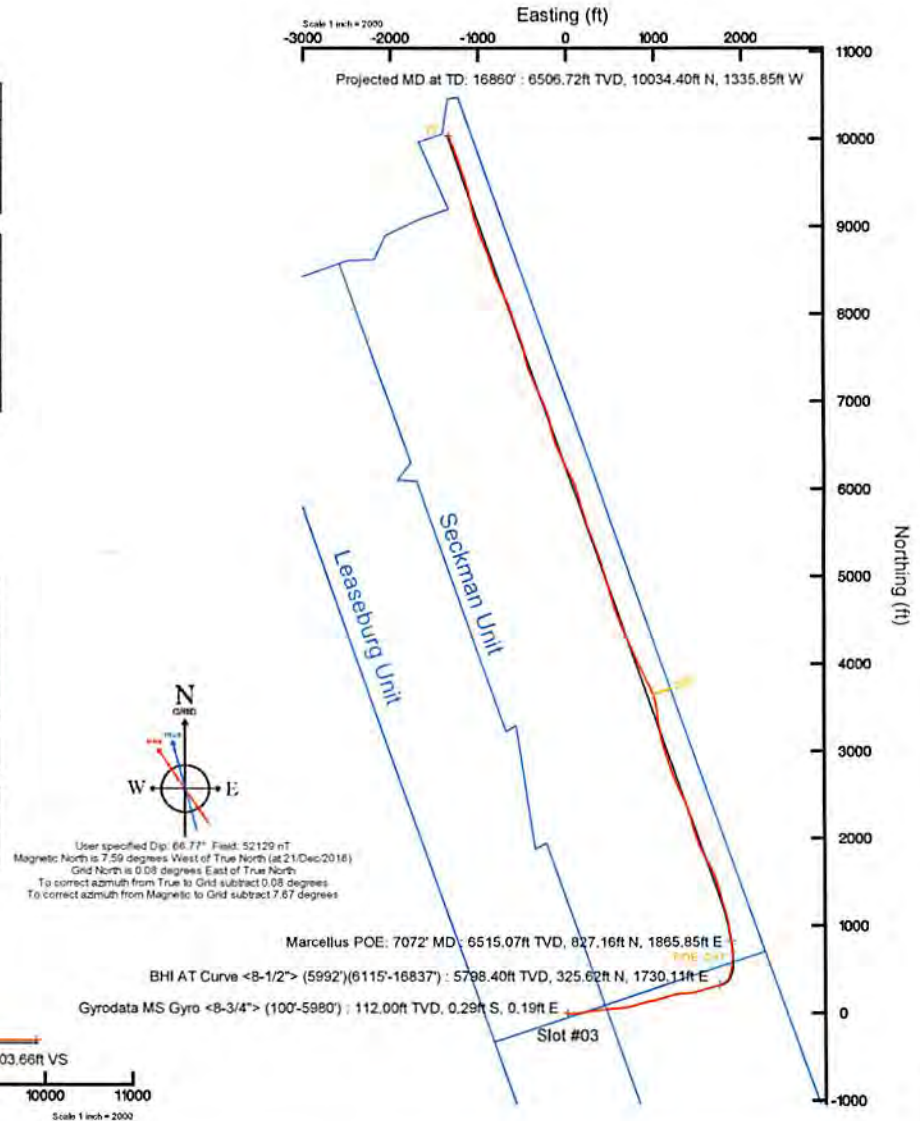 Easting (ft)
Scale 1 inch = 2000
-3000 -2000 -1000 0 1000 2000
11000
Projected MD at TD: 16860' : 6506.72ft TVD, 10034.40ft N, 1335.85ft W
10000
9000
8000
7000
6000
5000
4000
3000
2000
1000
0
-1000
Northing (ft)
Seckman Unit
Leaseburg Unit
N
GRID
TRUE
W E
User specified Dip: 66.77° Field: 52129 nT
Magnetic North is 7.59 degrees West of True North (at 21/Dec/2016)
Grid North is 0.08 degrees East of True North
To correct azimuth from True to Grid subtract 0.08 degrees
To correct azimuth from Magnetic to Grid subtract 7.67 degrees
Marcellus POE: 7072' MD : 6515.07ft TVD, 827.16ft N, 1865.85ft E
BHI AT Curve <8-1/2"> (5992')(6115'-16837') : 5798.40ft TVD, 325.62ft N, 1730.11ft E
Gyrodata MS Gyro <8-3/4"> (100'-5980') : 112.00ft TVD, 0.29ft S, 0.19ft E
Slot #03
03.66ft VS
10000 11000
Scale 1 inch = 2000